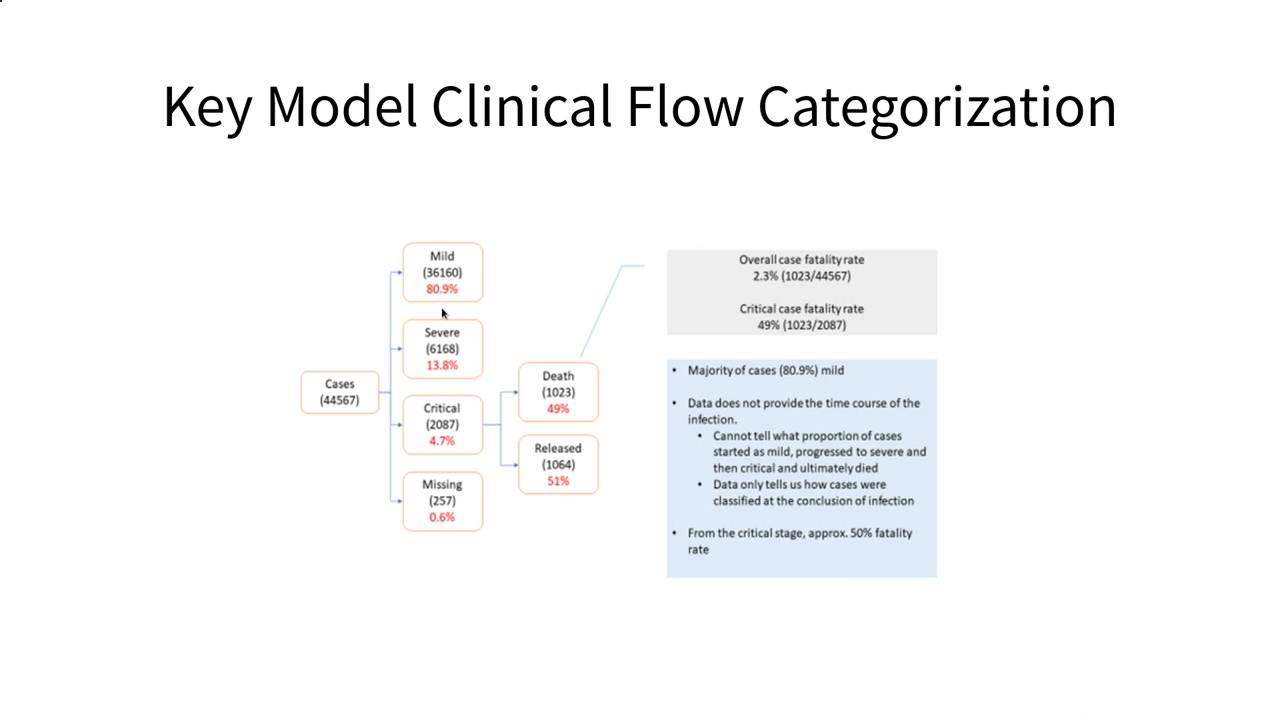 Key Model Clinical Flow Categorization
Cases
(44567)
Mild
(36160)
80.9%
Severe
(6168)
13.8%
Critical
(2087)
4.7%
Missing
(257)
0.6%
Death
(1023)
49%
Released
(1064)
51%
Overall case fatality rate
2.3% (1023/44567)
Critical case fatality rate
49% (1023/2087)
• Majority of cases (80.9%) mild
• Data does not provide the time course of the
infection.
• Cannot tell what proportion of cases
started as mild, progressed to severe and
then critical and ultimately died
• Data only tells us how cases were
classified at the conclusion of infection
• From the critical stage, approx. 50% fatality
rate